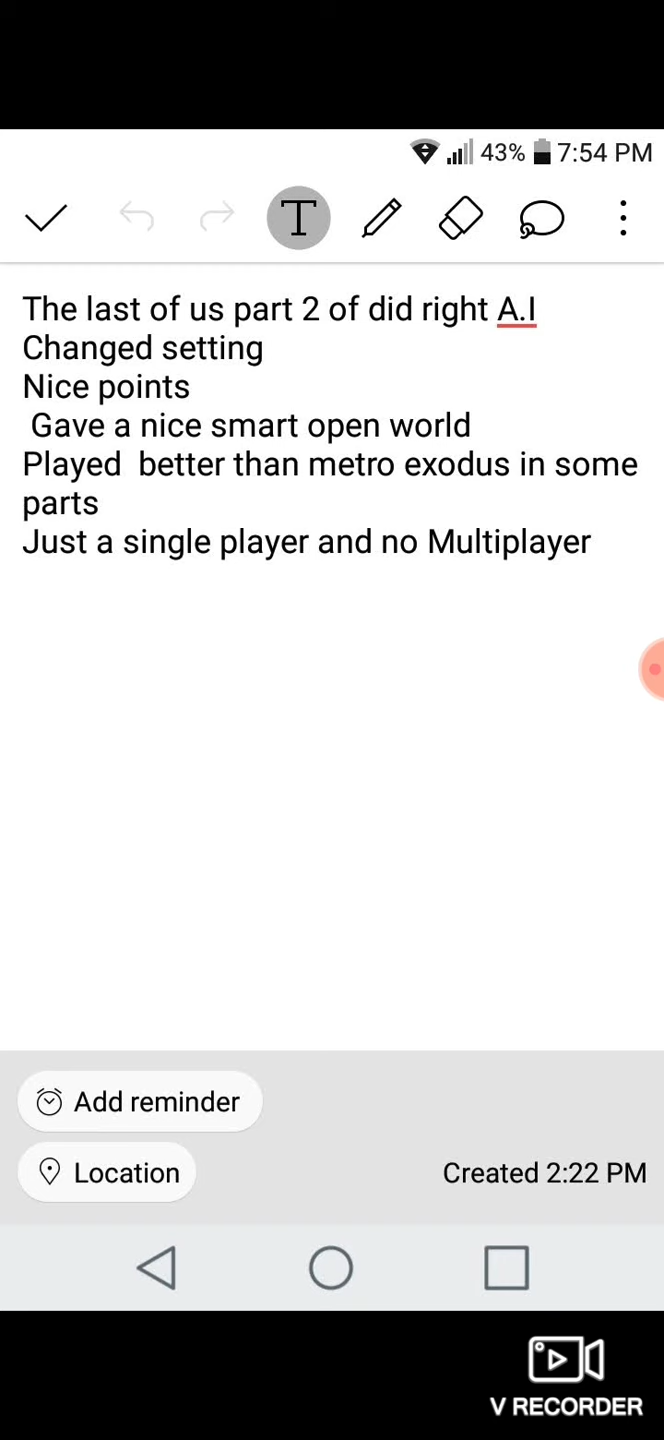 43% 7:54 PM
T
The last of us part 2 of did right A.I
Changed setting
Nice points
Gave a nice smart open world
Played  better than metro exodus in some
parts
Just a single player and no Multiplayer
Add reminder
Location
Created 2:22 PM
V RECORDER